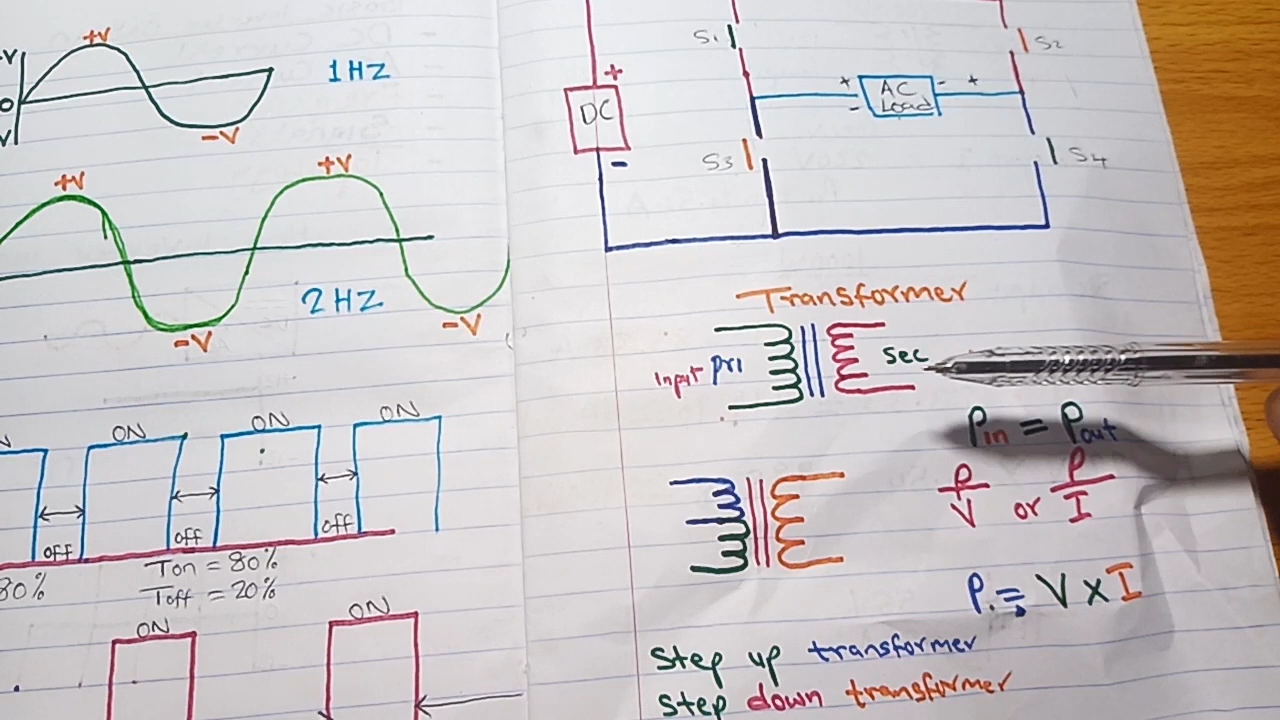 +V
1HZ
0
-V
+V
+V
2HZ
-V
-V
ON
ON
ON
off
off
off
80%
Ton = 80%
Toff = 20%
ON
ON
S1
S2
+
DC
-
+
-
AC
Load
-
+
S3
S4
Transformer
Input pri
sec
Pin = Pout
P
V
or
P
I
P. = V x I
Step up transformer
Step down transformer